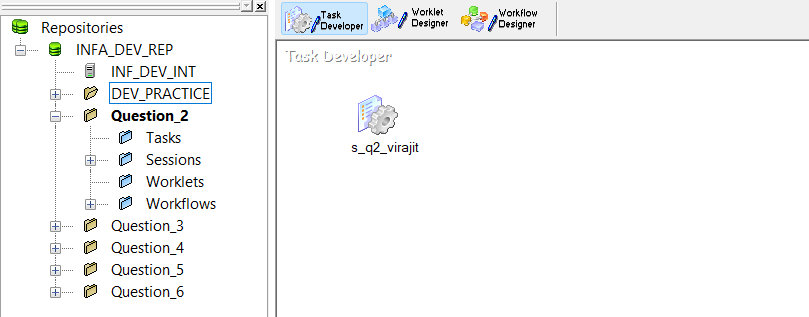 Repositories
INFA_DEV_REP
INF_DEV_INT
DEV_PRACTICE
Question_2
Tasks
Sessions
Worklets
Workflows
Question_3
Question_4
Question_5
Question_6
Task
Developer
Worklet
Designer
Workflow
Designer
Task Developer
s_q2_virajit